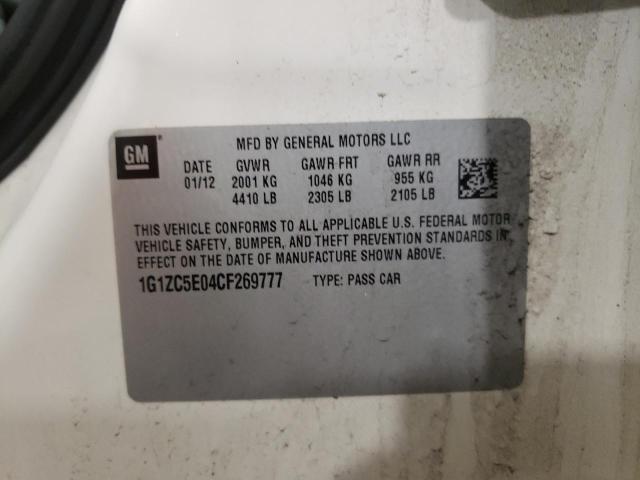 GM
MFD BY GENERAL MOTORS LLC
DATE GVWR GAWR FRT GAWR RR
01/12 2001 KG 1046 KG 955 KG
4410 LB 2305 LB 2105 LB
THIS VEHICLE CONFORMS TO ALL APPLICABLE U.S. FEDERAL MOTOR
VEHICLE SAFETY, BUMPER, AND THEFT PREVENTION STANDARDS IN
EFFECT ON THE DATE OF MANUFACTURE SHOWN ABOVE.
1G1ZC5E04CF269777 TYPE: PASS CAR